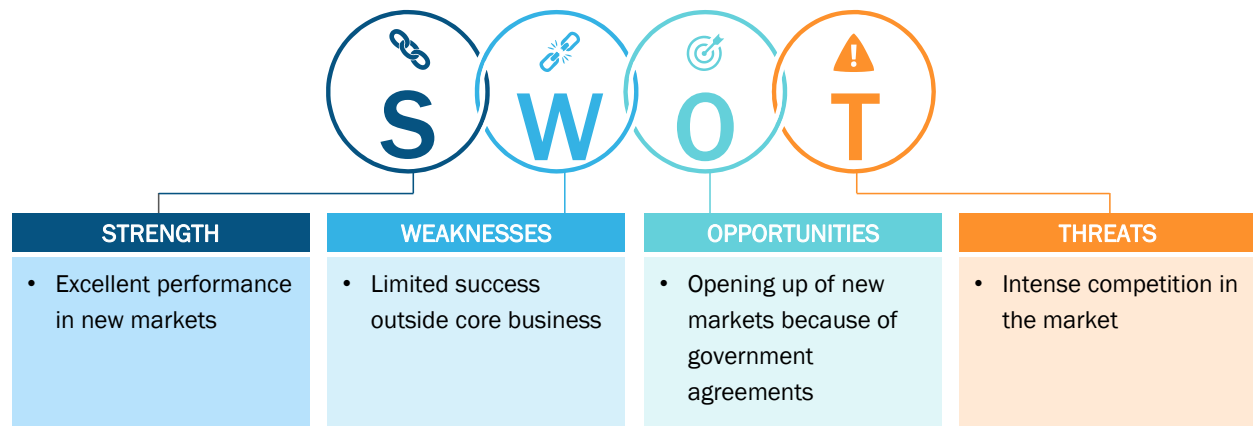 S W O T
STRENGTH
• Excellent performance
in new markets
WEAKNESSES
• Limited success
outside core business
OPPORTUNITIES
• Opening up of new
markets because of
government
agreements
THREATS
• Intense competition in
the market